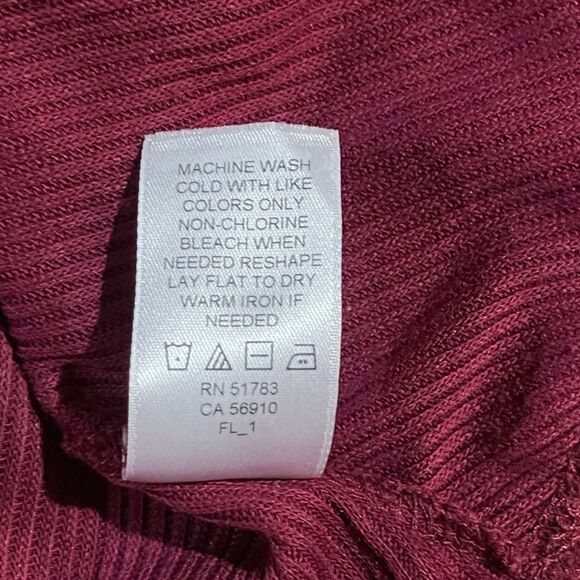 MACHINE WASH
COLD WITH LIKE
COLORS ONLY
NON-CHLORINE
BLEACH WHEN
NEEDED RESHAPE
LAY FLAT TO DRY
WARM IRON IF
NEEDED
RN 51783
CA 56910
FL_1